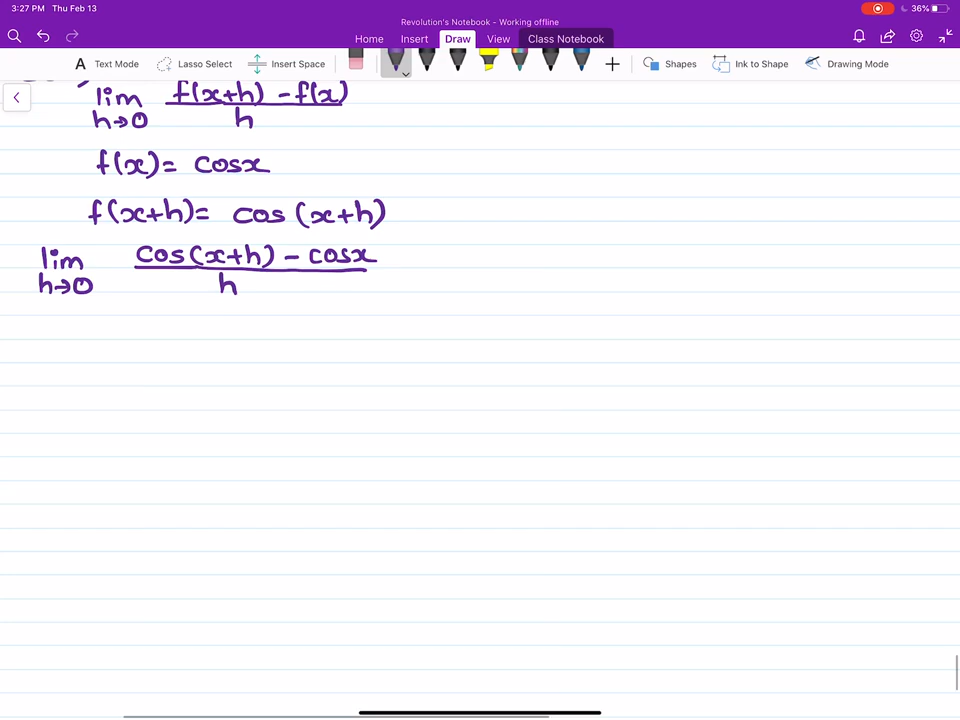 3:27 PM Thu Feb 13
36%
Revolution's Notebook - Working offline
Home Insert Draw View Class Notebook
Text Mode Lasso Select Insert Space Shapes Ink to Shape Drawing Mode
lim f(x+h) - f(x)
h→0 h
f(x) = cosx
f(x+h) = cos (x+h)
lim cos(x+h) - cosx
h→0 h